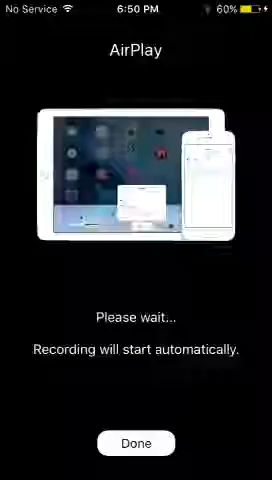 No Service 6:50 PM 60%
AirPlay
Please wait...
Recording will start automatically.
Done